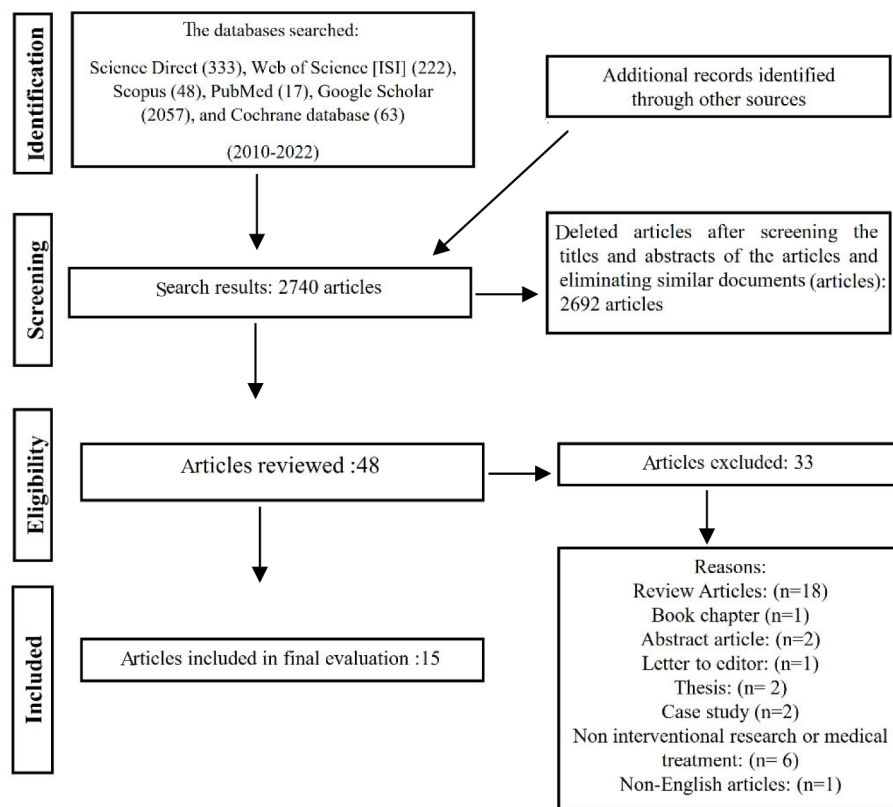 Identification
The databases searched:
Science Direct (333), Web of Science [ISI] (222),
Scopus (48), PubMed (17), Google Scholar
(2057), and Cochrane database (63)
(2010-2022)
Additional records identified
through other sources
Screening
Search results: 2740 articles
Deleted articles after screening the
titles and abstracts of the articles and
eliminating similar documents (articles):
2692 articles
Eligibility
Articles reviewed :48
Articles excluded: 33
Reasons:
Review Articles: (n=18)
Book chapter (n=1)
Abstract article: (n=2)
Letter to editor: (n=1)
Thesis: (n= 2)
Case study (n=2)
Non interventional research or medical
treatment: (n= 6)
Non-English articles: (n=1)
Included
Articles included in final evaluation :15